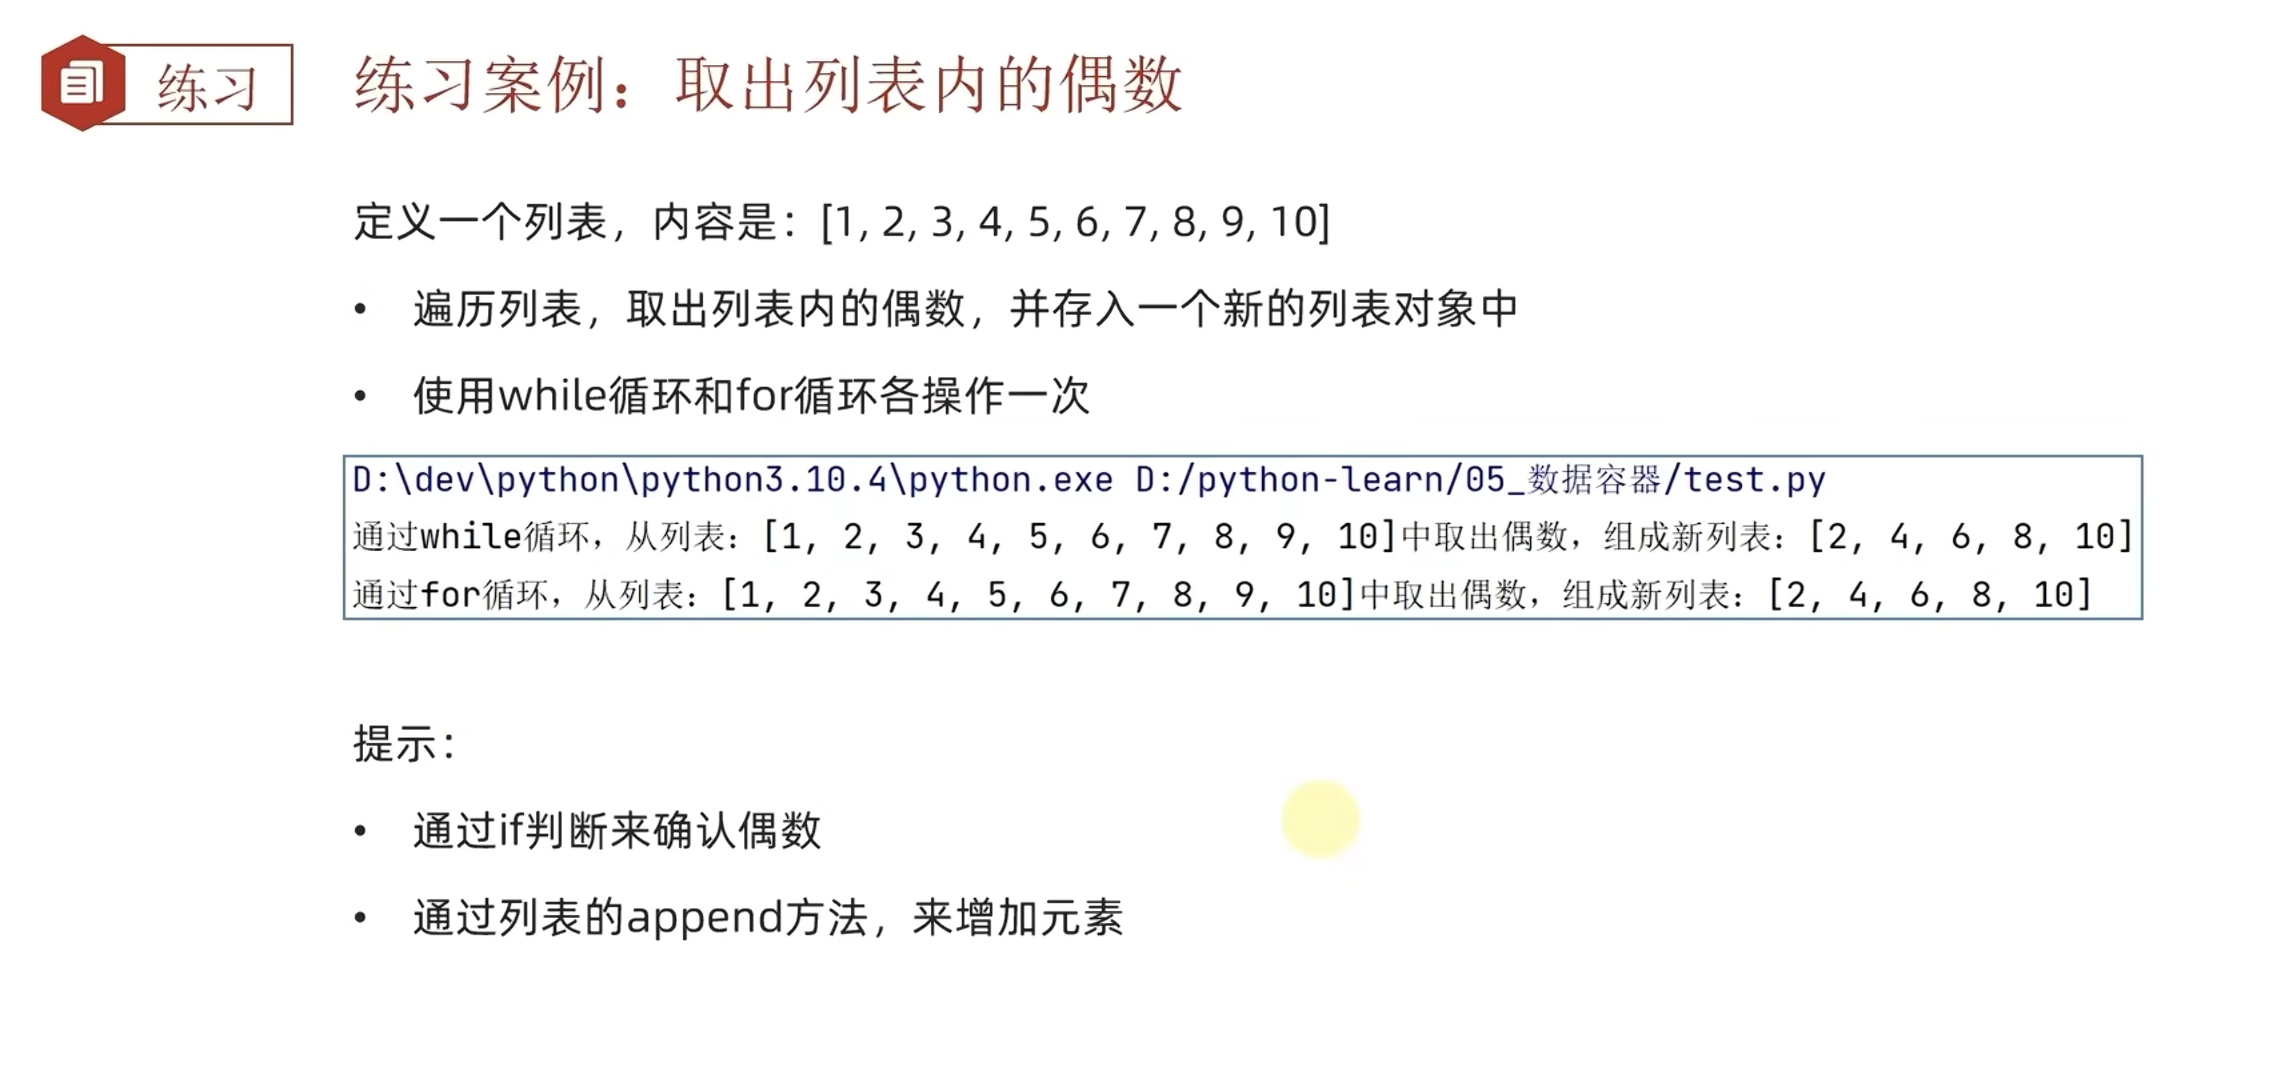 练习
练习案例：取出列表内的偶数
定义一个列表，内容是：[1, 2, 3, 4, 5, 6, 7, 8, 9, 10]
• 遍历列表，取出列表内的偶数，并存入一个新的列表对象中
• 使用while循环和for循环各操作一次
D:\dev\python\python3.10.4\python.exe D:/python-learn/05_数据容器/test.py
通过while循环，从列表：[1, 2, 3, 4, 5, 6, 7, 8, 9, 10]中取出偶数，组成新列表：[2, 4, 6, 8, 10]
通过for循环，从列表：[1, 2, 3, 4, 5, 6, 7, 8, 9, 10]中取出偶数，组成新列表：[2, 4, 6, 8, 10]
提示：
• 通过if判断来确认偶数
• 通过列表的append方法，来增加元素